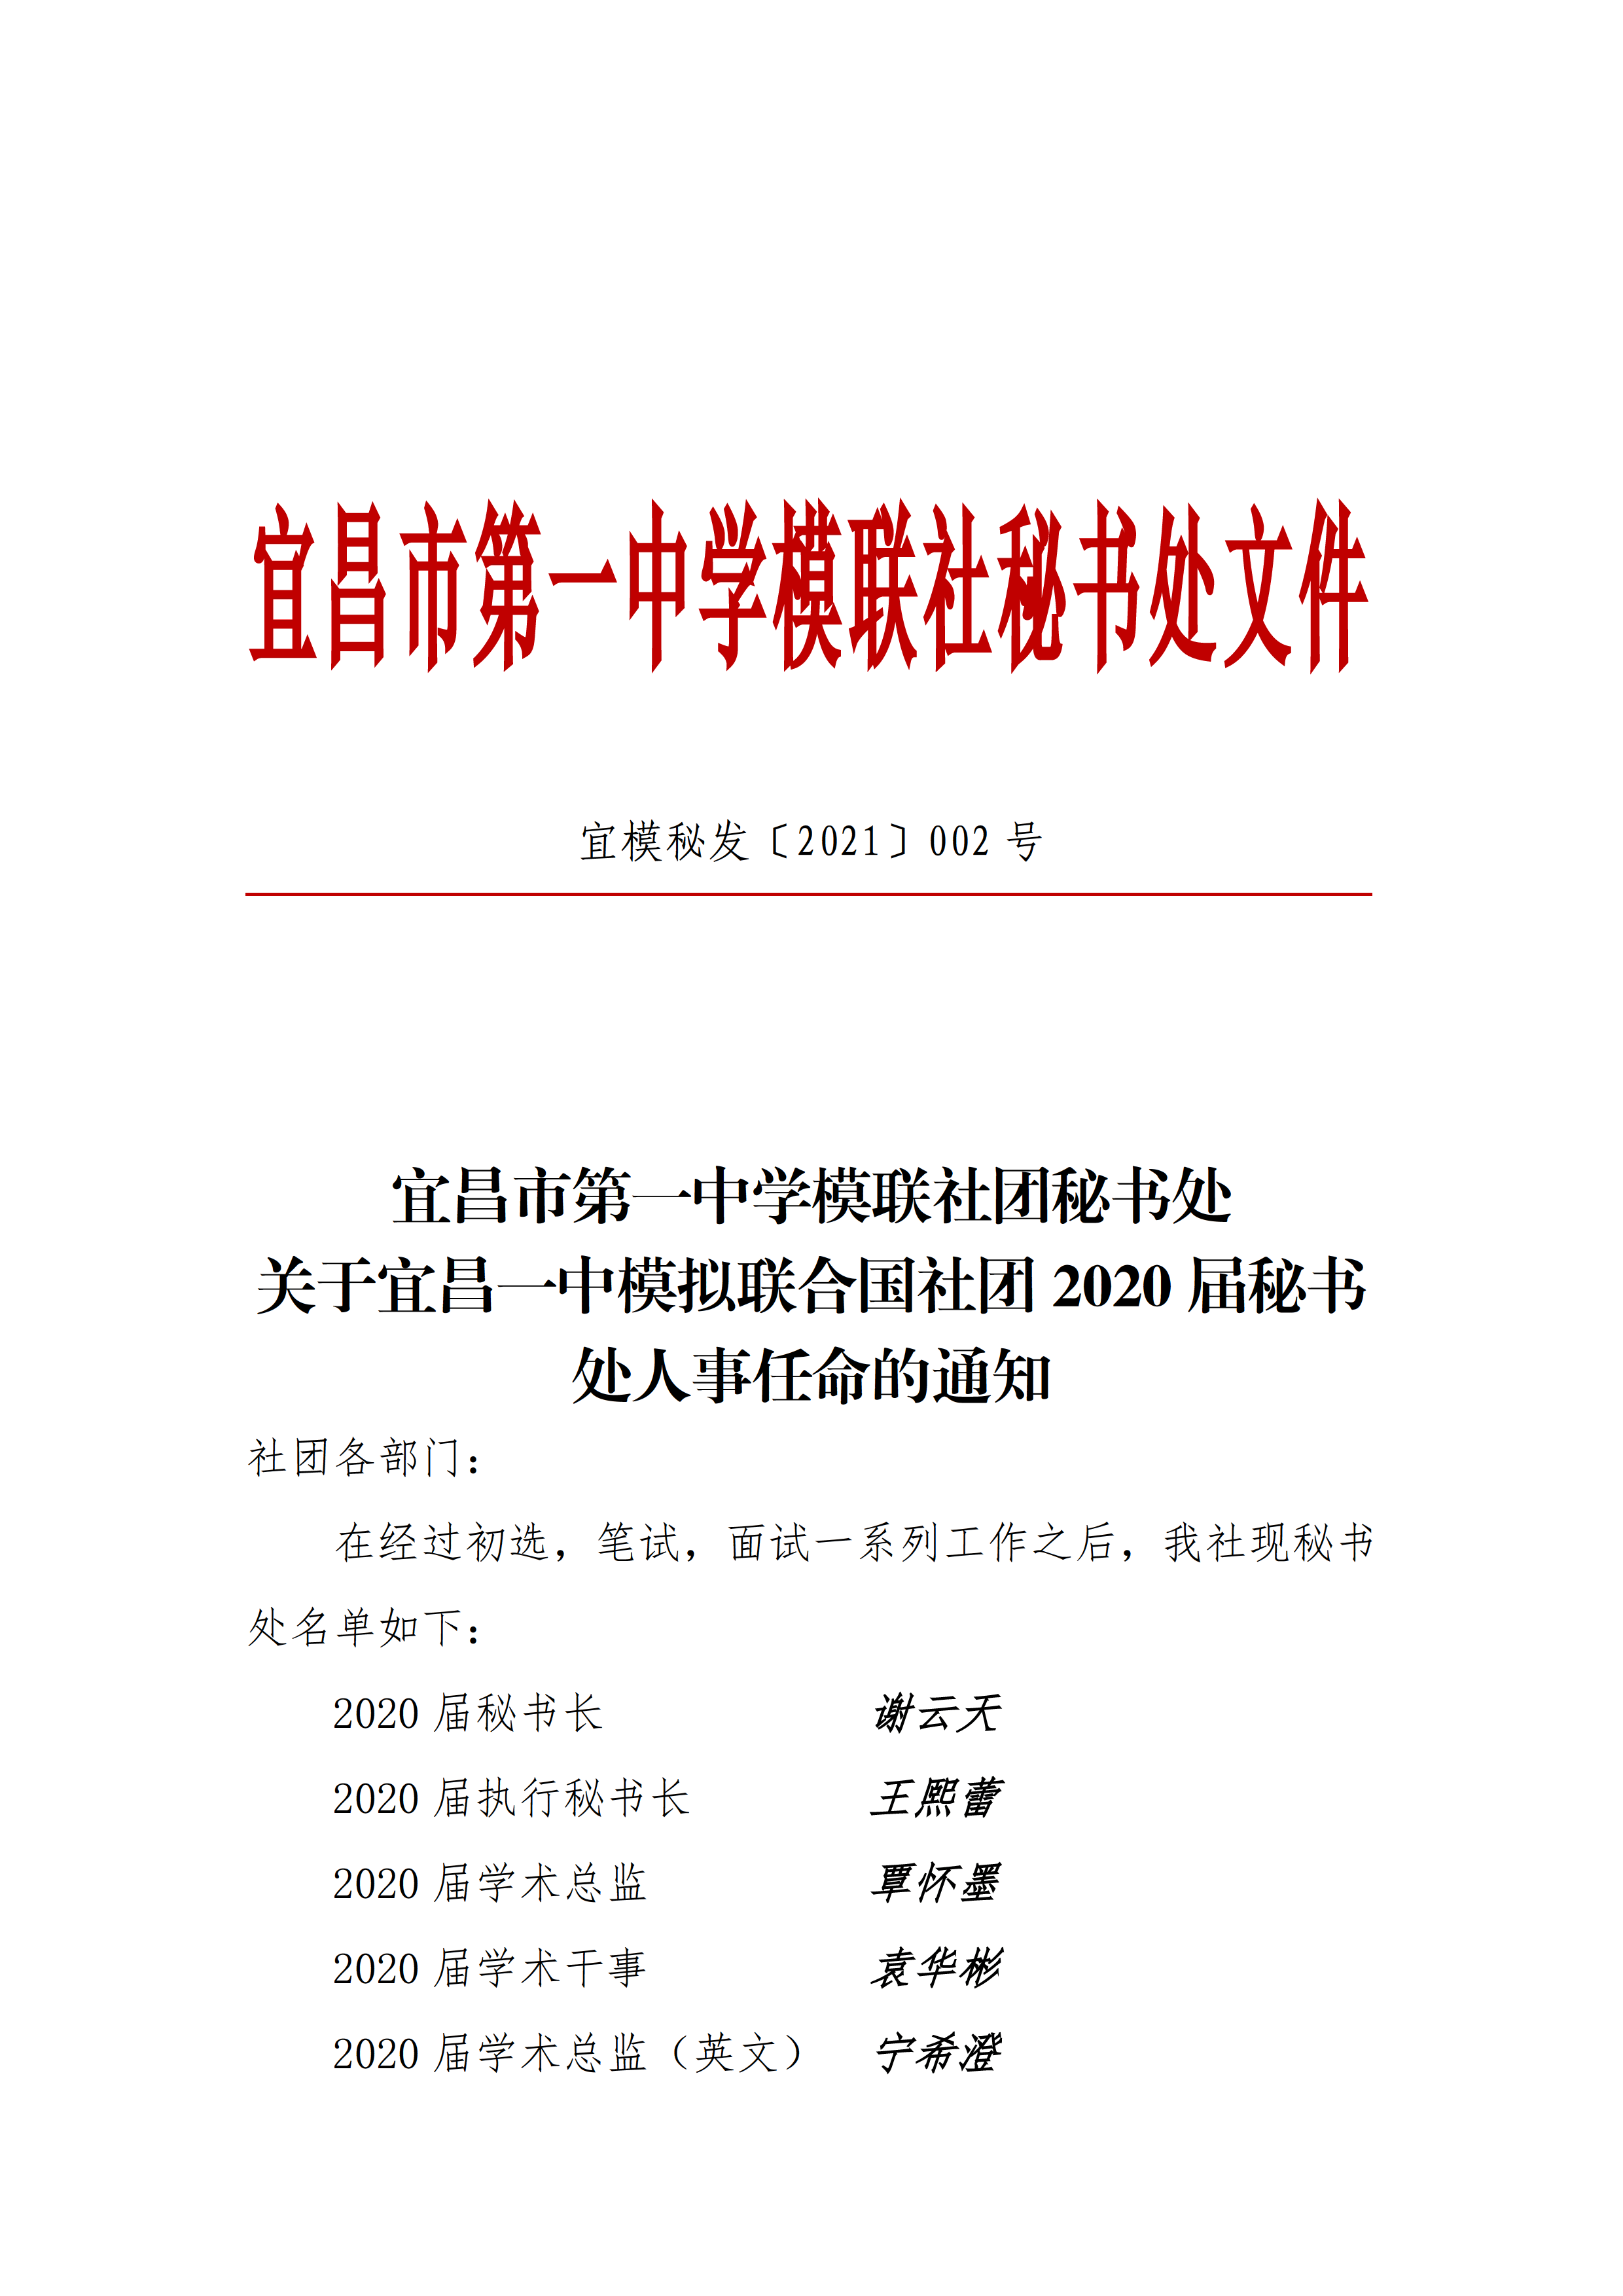 宜昌市第一中学模联社秘书处文件
宜模秘发〔2021〕002 号
宜昌市第一中学模联社团秘书处
关于宜昌一中模拟联合国社团 2020 届秘书
处人事任命的通知
社团各部门：
在经过初选，笔试，面试一系列工作之后，我社现秘书
处名单如下：
2020 届秘书长 谢云天
2020 届执行秘书长 王熙蕾
2020 届学术总监 覃怀墨
2020 届学术干事 袁华彬
2020 届学术总监（英文） 宁希澄